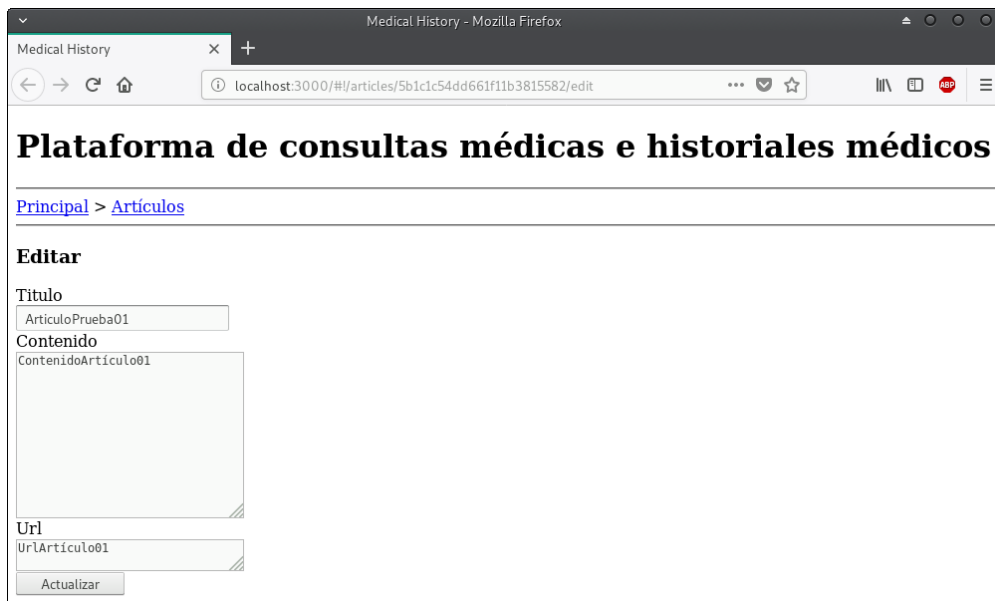 Medical History - Mozilla Firefox
Medical History
localhost:3000/#!/articles/5b1c1c54dd661f11b3815582/edit
ABP
Plataforma de consultas médicas e historiales médicos
Principal > Artículos
Editar
Titulo
ArticuloPrueba01
Contenido
ContenidoArtículo01
Url
UrlArtículo01
Actualizar